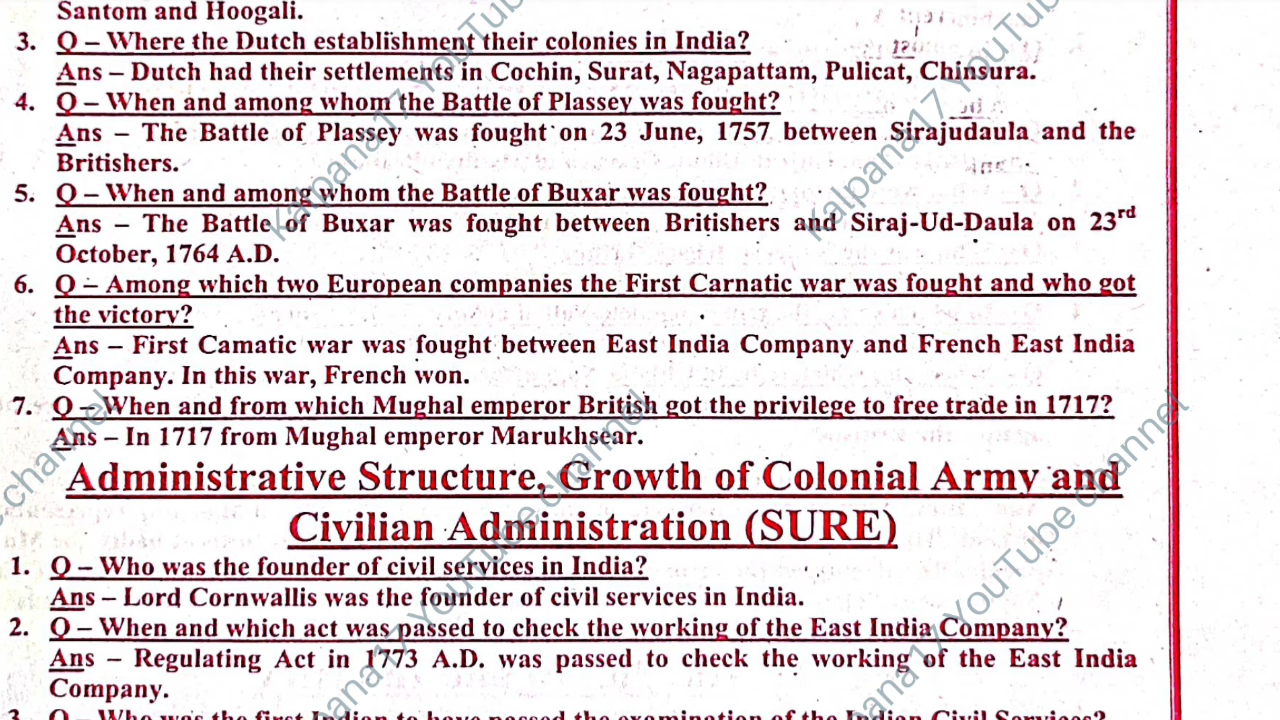 Santom and Hoogali.
3. Q – Where the Dutch establishment their colonies in India?
Ans – Dutch had their settlements in Cochin, Surat, Nagapattam, Pulicat, Chinsura.
4. Q – When and among whom the Battle of Plassey was fought?
Ans – The Battle of Plassey was fought on 23 June, 1757 between Sirajudaula and the
Britishers.
5. Q – When and among whom the Battle of Buxar was fought?
Ans – The Battle of Buxar was fought between Britishers and Siraj-Ud-Daula on 23rd
October, 1764 A.D.
6. Q – Among which two European companies the First Carnatic war was fought and who got
the victory?
Ans – First Camatic war was fought between East India Company and French East India
Company. In this war, French won.
7. Q – When and from which Mughal emperor British got the privilege to free trade in 1717?
Ans – In 1717 from Mughal emperor Marukhsear.
Administrative Structure, Growth of Colonial Army and
Civilian Administration (SURE)
1. Q – Who was the founder of civil services in India?
Ans – Lord Cornwallis was the founder of civil services in India.
2. Q – When and which act was passed to check the working of the East India Company?
Ans – Regulating Act in 1773 A.D. was passed to check the working of the East India
Company.
3. Q – Who was the first Indian to have passed the examination of the Indian Civil Services?
Kalpana17 YouTube channel
Kalpana17 YouTube channel